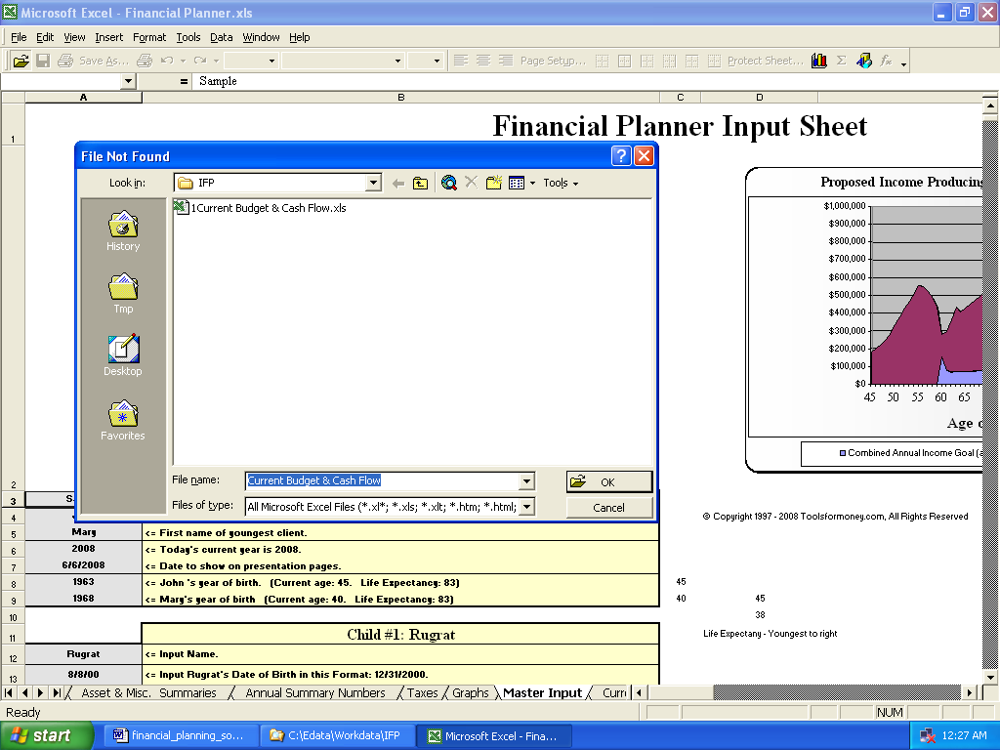 Microsoft Excel - Financial Planner.xls
File Edit View Insert Format Tools Data Window Help
Save As... Page Setup... Protect Sheet...
= Sample
A B C D
1 Financial Planner Input Sheet
File Not Found
Look in: IFP Tools
1Current Budget & Cash Flow.xls
History
Tmp
Desktop
Favorites
File name: Current Budget & Cash Flow OK
Files of type: All Microsoft Excel Files (*.xl*; *.xls; *.xlt; *.htm; *.html; Cancel
Proposed Income Producing
$1,000,000
$900,000
$800,000
$700,000
$600,000
$500,000
$400,000
$300,000
$200,000
$100,000
$0
45 50 55 60 65
Age
Combined Annual Income Goal
2
3 S
4
© Copyright 1997 - 2008 Toolsformoney.com, All Rights Reserved
5 Mary <= First name of youngest client.
6 2008 <= Today's current year is 2008.
7 6/6/2008 <= Date to show on presentation pages.
8 1963 <= John 's year of birth. (Current age: 45. Life Expectancy: 83) 45
9 1968 <= Mary's year of birth (Current age: 40. Life Expectancy: 83) 40 45
10 38
11 Child #1: Rugrat Life Expectany - Youngest to right
12 Rugrat <= Input Name.
13 8/8/00 <= Input Rugrat's Date of Birth in this Format: 12/31/2000.
Asset & Misc. Summaries Annual Summary Numbers Taxes Graphs Master Input Curr
Ready NUM
start financial_planning_so... C:\Edata\Workdata\IFP Microsoft Excel - Fina... 12:27 AM